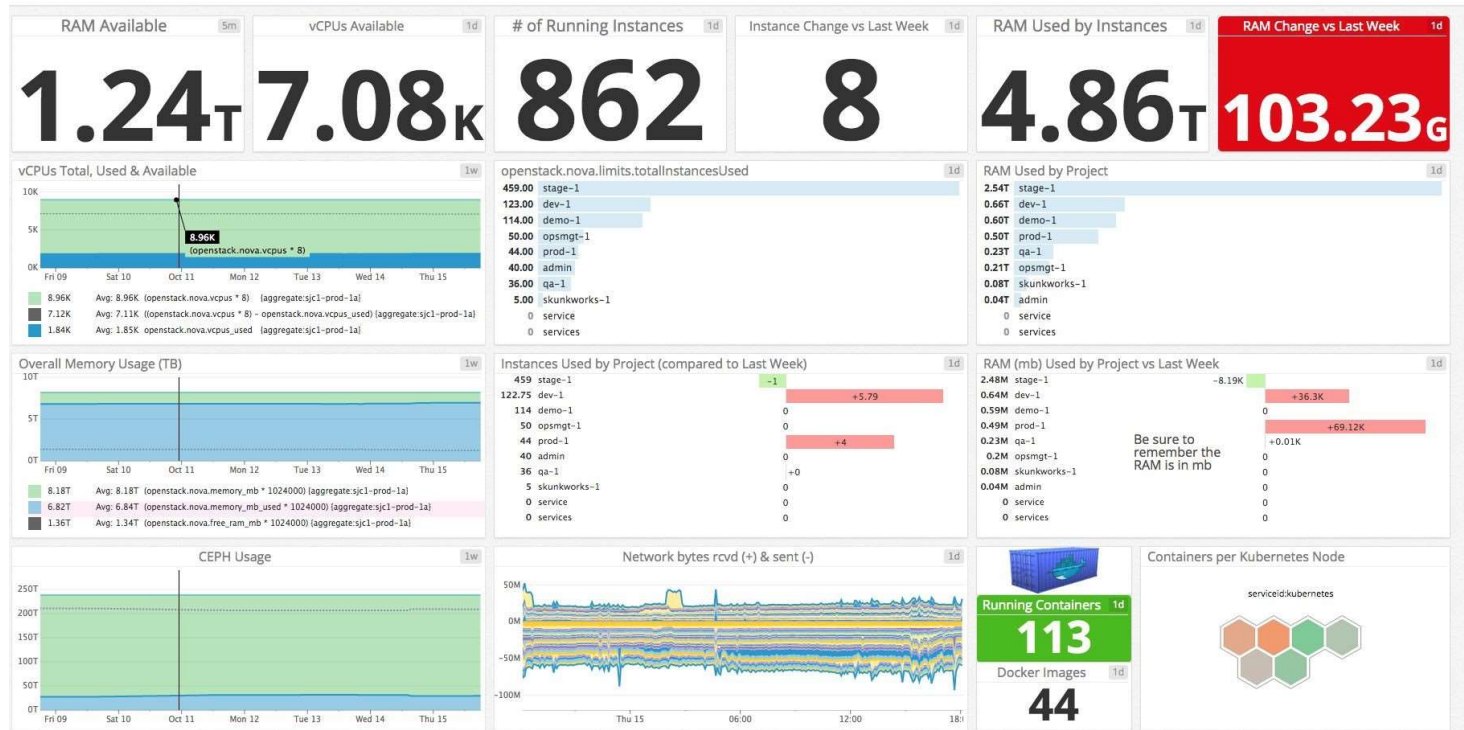 RAM Available 5m
1.24T
vCPUs Available 1d
7.08K
# of Running Instances 1d
862
Instance Change vs Last Week 1d
8
RAM Used by Instances 1d
4.86T
RAM Change vs Last Week 1d
103.23G
vCPUs Total, Used & Available 1w
10K
5K
0K
8.96K
(openstack.nova.vcpus * 8)
Fri 09 Sat 10 Oct 11 Mon 12 Tue 13 Wed 14 Thu 15
8.96K Avg: 8.96K (openstack.nova.vcpus * 8) {aggregate:sjc1-prod-1a}
7.12K Avg: 7.11K ((openstack.nova.vcpus * 8) - openstack.nova.vcpus_used) {aggregate:sjc1-prod-1a}
1.84K Avg: 1.85K openstack.nova.vcpus_used {aggregate:sjc1-prod-1a}
openstack.nova.limits.totalInstancesUsed 1d
459.00 stage-1
123.00 dev-1
114.00 demo-1
50.00 opsmgt-1
44.00 prod-1
40.00 admin
36.00 qa-1
5.00 skunkworks-1
0 service
0 services
RAM Used by Project 1d
2.54T stage-1
0.66T dev-1
0.60T demo-1
0.50T prod-1
0.23T qa-1
0.21T opsmgt-1
0.08T skunkworks-1
0.04T admin
0 service
0 services
Overall Memory Usage (TB) 1w
10T
5T
0T
Fri 09 Sat 10 Oct 11 Mon 12 Tue 13 Wed 14 Thu 15
8.18T Avg: 8.18T (openstack.nova.memory_mb * 1024000) {aggregate:sjc1-prod-1a}
6.82T Avg: 6.84T (openstack.nova.memory_mb_used * 1024000) {aggregate:sjc1-prod-1a}
1.36T Avg: 1.34T (openstack.nova.free_ram_mb * 1024000) {aggregate:sjc1-prod-1a}
Instances Used by Project (compared to Last Week) 1d
459 stage-1 -1
122.75 dev-1 +5.79
114 demo-1 0
50 opsmgt-1 0
44 prod-1 +4
40 admin 0
36 qa-1 +0
5 skunkworks-1 0
0 service 0
0 services 0
RAM (mb) Used by Project vs Last Week 1d
2.48M stage-1 -8.19K
0.64M dev-1 +36.3K
0.59M demo-1 0
0.49M prod-1 +69.12K
0.23M qa-1 +0.01K
0.2M opsmgt-1 0
0.08M skunkworks-1 0
0.04M admin 0
0 service 0
0 services 0
Be sure to
remember the
RAM is in mb
CEPH Usage 1w
250T
200T
150T
100T
50T
0T
Fri 09 Sat 10 Oct 11 Mon 12 Tue 13 Wed 14 Thu 15
Network bytes rcvd (+) & sent (-) 1d
50M
0M
-50M
-100M
Thu 15 06:00 12:00 18:
Running Containers 1d
113
Docker Images 1d
44
Containers per Kubernetes Node
serviceid:kubernetes